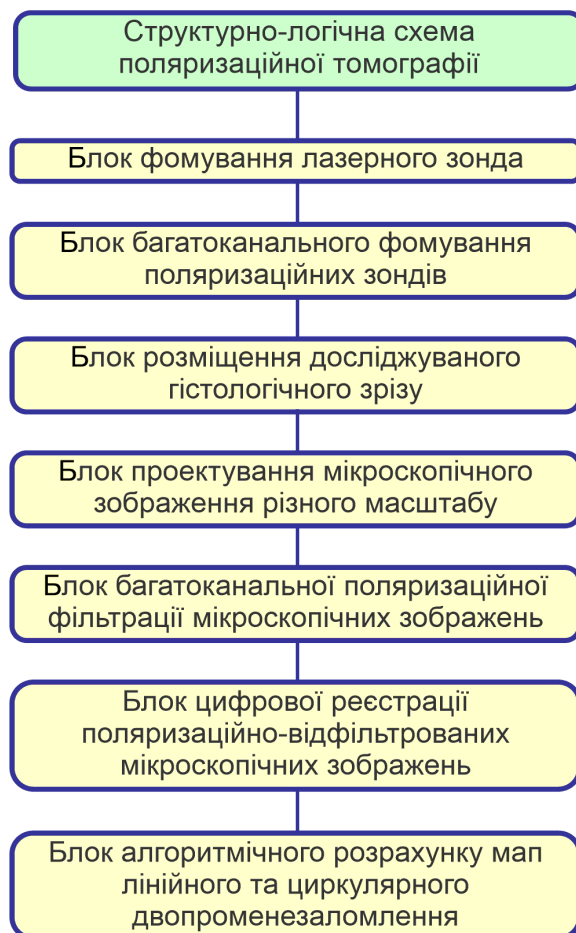 Структурно-логічна схема
поляризаційної томографії
Блок фомування лазерного зонда
Блок багатоканального фомування
поляризаційних зондів
Блок розміщення досліджуваного
гістологічного зрізу
Блок проектування мікроскопічного
зображення різного масштабу
Блок багатоканальної поляризаційної
фільтрації мікроскопічних зображень
Блок цифрової реєстрації
поляризаційно-відфільтрованих
мікроскопічних зображень
Блок алгоритмічного розрахунку мап
лінійного та циркулярного
двопроменезаломлення